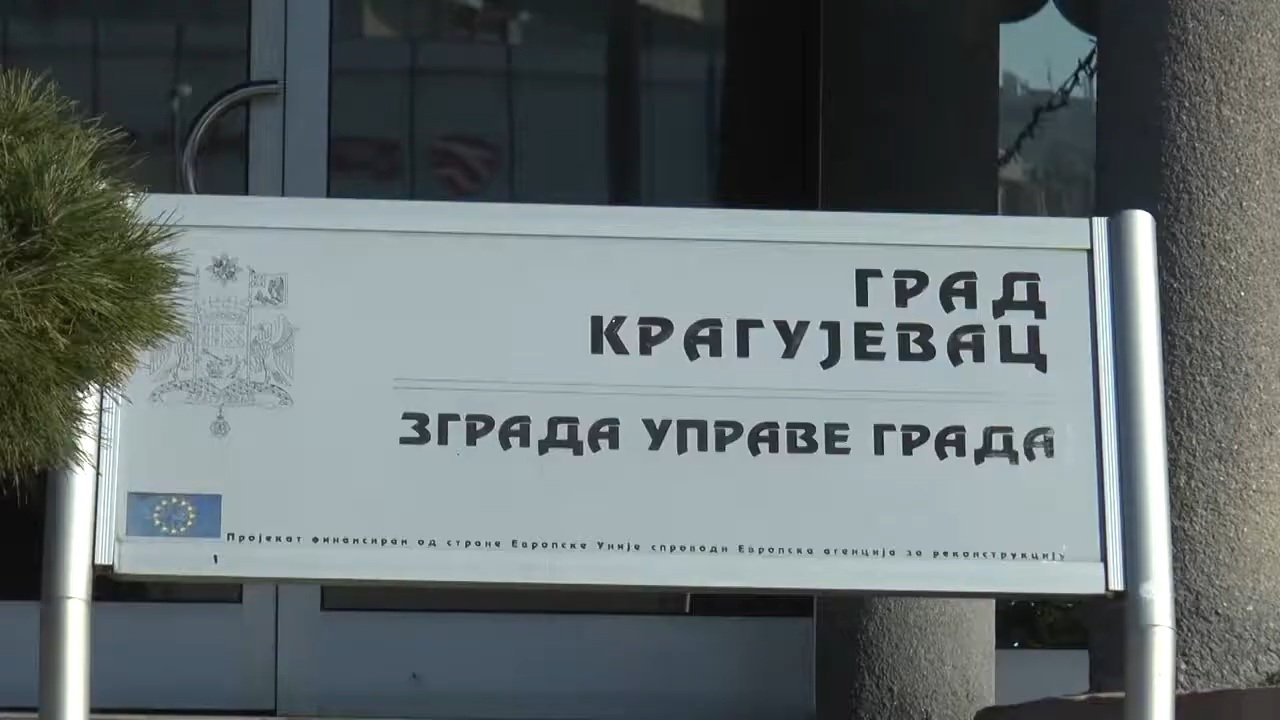 ГРАД
КРАГУЈЕВАЦ
ЗГРАДА УПРАВЕ ГРАДА
Пројекат финансиран од стране Европске Уније спроводи Европска агенција за реконструкцију